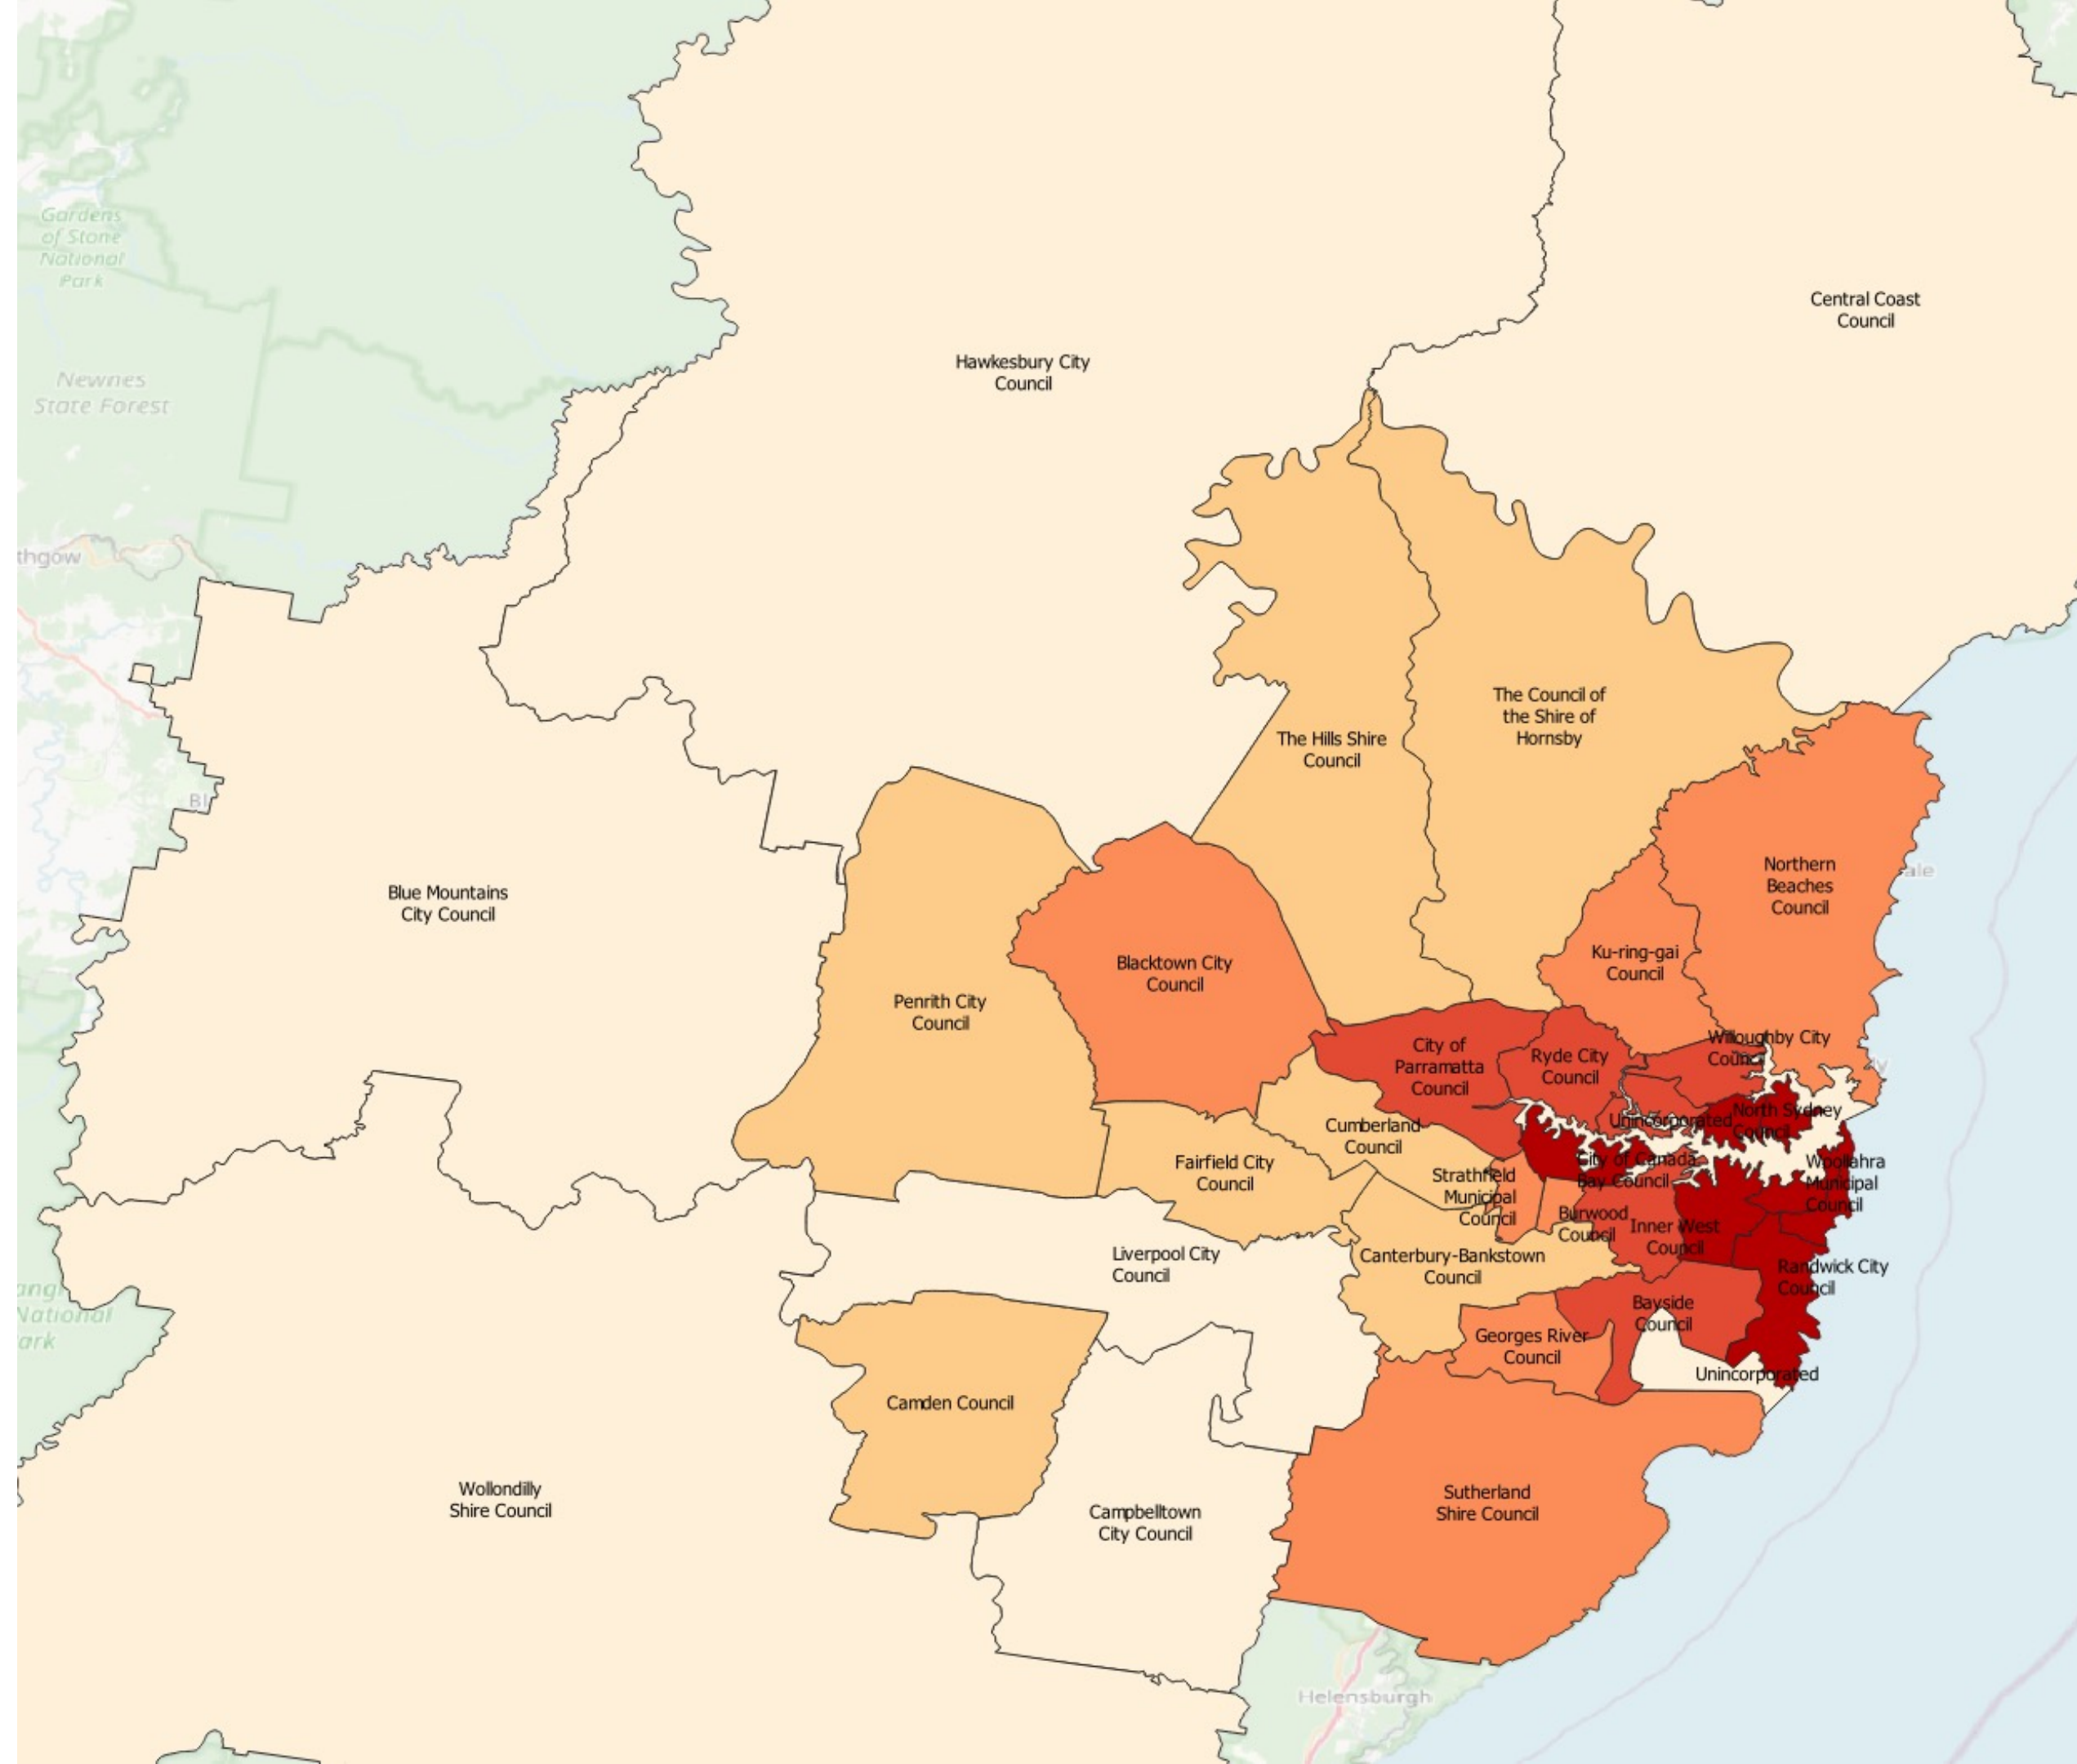 Gardens
of Stone
National
Park
Central Coast
Council
Hawkesbury City
Council
Newnes
State Forest
thgow
The Council of
the Shire of
Hornsby
The Hills Shire
Council
Bl
Northern
Beaches
Council
ale
Blue Mountains
City Council
Ku-ring-gai
Council
Blacktown City
Council
Penrith City
Council
Willoughby City
Council
City of
Parramatta
Council
Ryde City
Council
y
North Sydney
Council
Unincorporated
Cumberland
Council
City of Canada
Bay Council
Woollahra
Municipal
Council
Fairfield City
Council
Strathfield
Municipal
Council
Burwood
Council
Inner West
Council
Liverpool City
Council
Canterbury-Bankstown
Council
Randwick City
Council
angl
National
ark
Bayside
Council
Georges River
Council
Unincorporated
Camden Council
Wollondilly
Shire Council
Sutherland
Shire Council
Campbelltown
City Council
Helensburgh